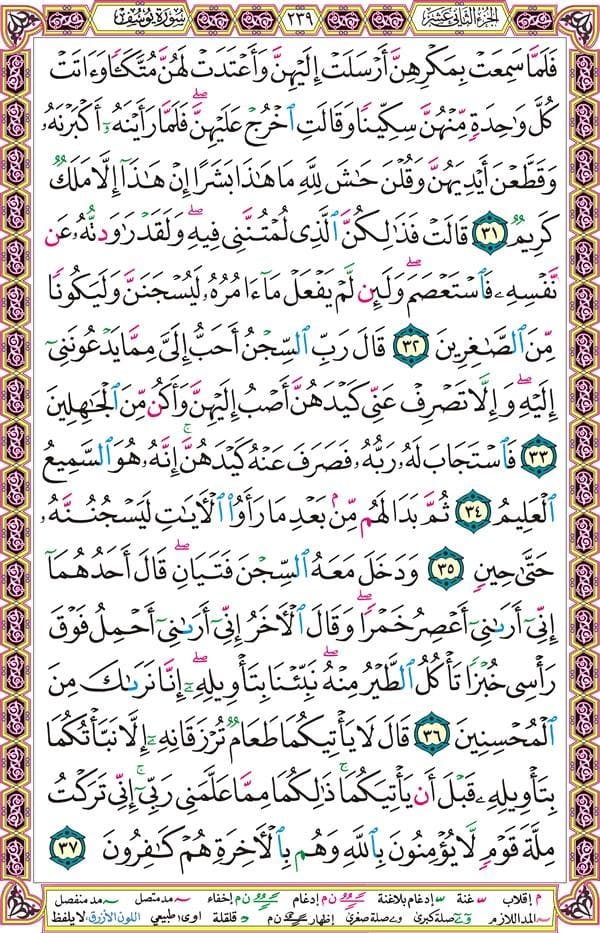 الجزء الثاني عشر ٢٣٩ سورة يوسف
فَلَمَّا سَمِعَتْ بِمَكْرِهِنَّ أَرْسَلَتْ إِلَيْهِنَّ وَأَعْتَدَتْ لَهُنَّ مُتَّكَـًٔا وَءَاتَتْ
كُلَّ وَٰحِدَةٍ مِّنْهُنَّ سِكِّينًا وَقَالَتِ ٱخْرُجْ عَلَيْهِنَّ ۖ فَلَمَّا رَأَيْنَهُۥٓ أَكْبَرْنَهُۥ
وَقَطَّعْنَ أَيْدِيَهُنَّ وَقُلْنَ حَٰشَ لِلَّهِ مَا هَٰذَا بَشَرًا إِنْ هَٰذَآ إِلَّا مَلَكٌ
كَرِيمٌ ٣١ قَالَتْ فَذَٰلِكُنَّ ٱلَّذِى لُمْتُنَّنِى فِيهِ ۖ وَلَقَدْ رَٰوَدتُّهُۥ عَن
نَّفْسِهِۦ فَٱسْتَعْصَمَ ۖ وَلَئِن لَّمْ يَفْعَلْ مَآ ءَامُرُهُۥ لَيُسْجَنَنَّ وَلَيَكُونًا
مِّنَ ٱلصَّٰغِرِينَ ٣٢ قَالَ رَبِّ ٱلسِّجْنُ أَحَبُّ إِلَىَّ مِمَّا يَدْعُونَنِىٓ
إِلَيْهِ ۖ وَإِلَّا تَصْرِفْ عَنِّى كَيْدَهُنَّ أَصْبُ إِلَيْهِنَّ وَأَكُن مِّنَ ٱلْجَٰهِلِينَ
٣٣ فَٱسْتَجَابَ لَهُۥ رَبُّهُۥ فَصَرَفَ عَنْهُ كَيْدَهُنَّ ۚ إِنَّهُۥ هُوَ ٱلسَّمِيعُ
ٱلْعَلِيمُ ٣٤ ثُمَّ بَدَا لَهُم مِّنۢ بَعْدِ مَا رَأَوُا۟ ٱلْءَايَٰتِ لَيَسْجُنُنَّهُۥ
حَتَّىٰ حِينٍ ٣٥ وَدَخَلَ مَعَهُ ٱلسِّجْنَ فَتَيَانِ ۖ قَالَ أَحَدُهُمَآ
إِنِّىٓ أَرَىٰنِىٓ أَعْصِرُ خَمْرًا ۖ وَقَالَ ٱلْءَاخَرُ إِنِّىٓ أَرَىٰنِىٓ أَحْمِلُ فَوْقَ
رَأْسِى خُبْزًا تَأْكُلُ ٱلطَّيْرُ مِنْهُ ۖ نَبِّئْنَا بِتَأْوِيلِهِۦٓ ۖ إِنَّا نَرَىٰكَ مِنَ
ٱلْمُحْسِنِينَ ٣٦ قَالَ لَا يَأْتِيكُمَا طَعَامٌ تُرْزَقَانِهِۦٓ إِلَّا نَبَّأْتُكُمَا
بِتَأْوِيلِهِۦ قَبْلَ أَن يَأْتِيَكُمَا ۚ ذَٰلِكُمَا مِمَّا عَلَّمَنِى رَبِّىٓ ۚ إِنِّى تَرَكْتُ
مِلَّةَ قَوْمٍ لَّا يُؤْمِنُونَ بِٱللَّهِ وَهُم بِٱلْءَاخِرَةِ هُمْ كَٰفِرُونَ ٣٧
م إقلاب غنة إدغام بلاغنة ن م إدغام ن م إخفاء مد متصل مد منفصل
المد اللازم صلة كبرى صلة صغرى إظهار ن م قلقلة اوى: طبيعي اللون الأزرق: لا يلفظ